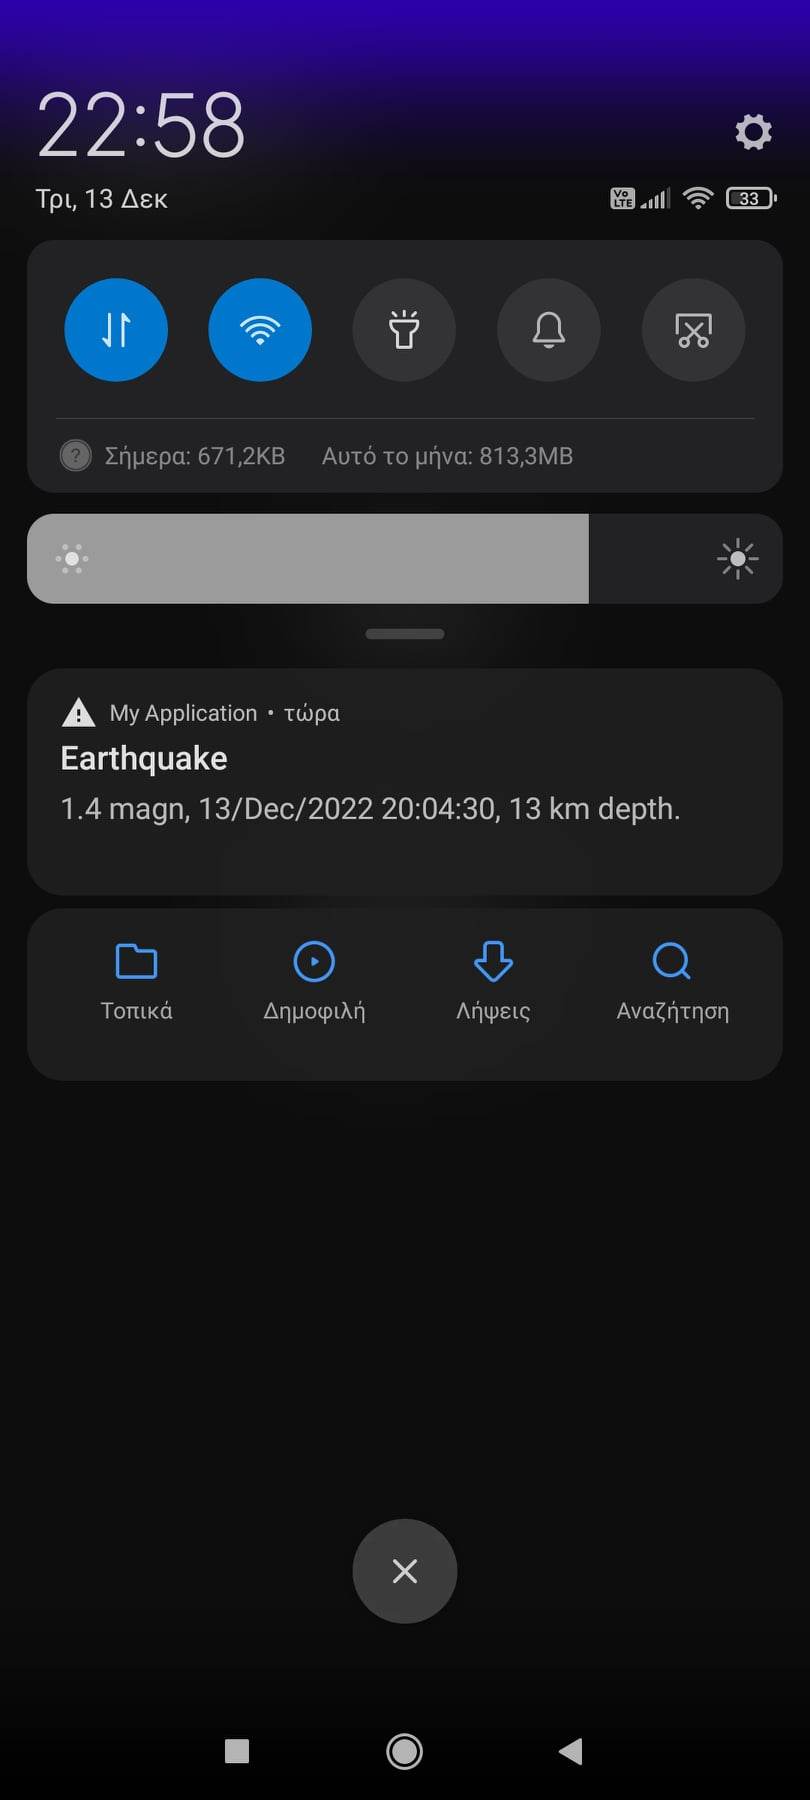 22:58
Τρι, 13 Δεκ
Vo LTE
33
? Σήμερα: 671,2KB Αυτό το μήνα: 813,3MB
My Application • τώρα
Earthquake
1.4 magn, 13/Dec/2022 20:04:30, 13 km depth.
Τοπικά Δημοφιλή Λήψεις Αναζήτηση